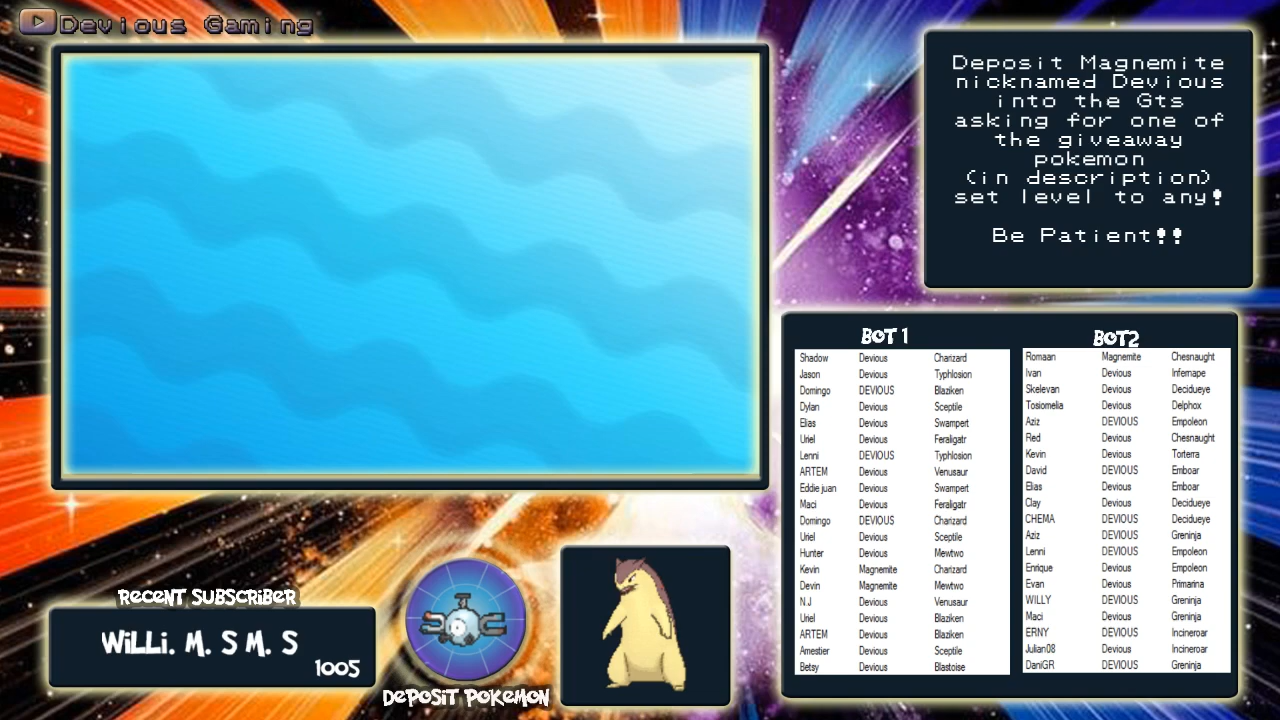 Devious Gaming
Deposit Magnemite
nicknamed Devious
into the Gts
asking for one of
the giveaway
pokemon
(in description)
set level to any!
Be Patient!!
BOT 1
Shadow Devious Charizard
Jason Devious Typhlosion
Domingo DEVIOUS Blaziken
Dylan Devious Sceptile
Elias Devious Swampert
Uriel Devious Feraligatr
Lenni DEVIOUS Typhlosion
ARTEM Devious Venusaur
Eddie juan Devious Swampert
Maci Devious Feraligatr
Domingo DEVIOUS Charizard
Uriel Devious Sceptile
Hunter Devious Mewtwo
Kevin Magnemite Charizard
Devin Magnemite Mewtwo
N.J Devious Venusaur
Uriel Devious Blaziken
ARTEM Devious Blaziken
Amestier Devious Sceptile
Betsy Devious Blastoise
BOT2
Romaan Magnemite Chesnaught
Ivan Devious Infernape
Skelevan Devious Decidueye
Tosiomelia Devious Delphox
Aziz DEVIOUS Empoleon
Red Devious Chesnaught
Kevin Devious Torterra
David DEVIOUS Emboar
Elias Devious Emboar
Clay Devious Decidueye
CHEMA DEVIOUS Decidueye
Aziz DEVIOUS Greninja
Lenni DEVIOUS Empoleon
Enrique Devious Empoleon
Evan Devious Primarina
WILLY DEVIOUS Greninja
Maci Devious Greninja
ERNY DEVIOUS Incineroar
Julian08 Devious Incineroar
DaniGR DEVIOUS Greninja
RECENT SUBSCRIBER
WiLLi. M. S M. S
1005
DEPOSIT POKEMON